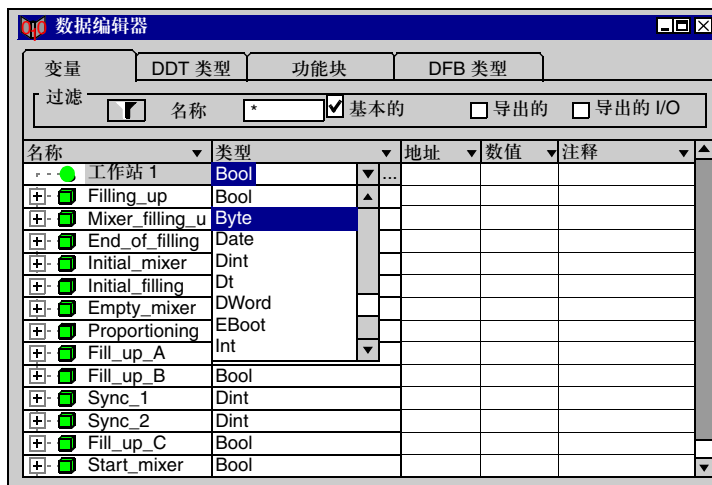 数据编辑器
变量 DDT 类型 功能块 DFB 类型
过滤 名称 * 基本的 导出的 导出的 I/O
名称 类型 地址 数值 注释
工作站 1 Bool ...
Filling_up Bool
Mixer_filling_u Byte
End_of_filling Date
Initial_mixer Dint
Initial_filling Dt
Empty_mixer DWord
Proportioning EBoot
Fill_up_A Int
Fill_up_B Bool
Sync_1 Dint
Sync_2 Dint
Fill_up_C Bool
Start_mixer Bool